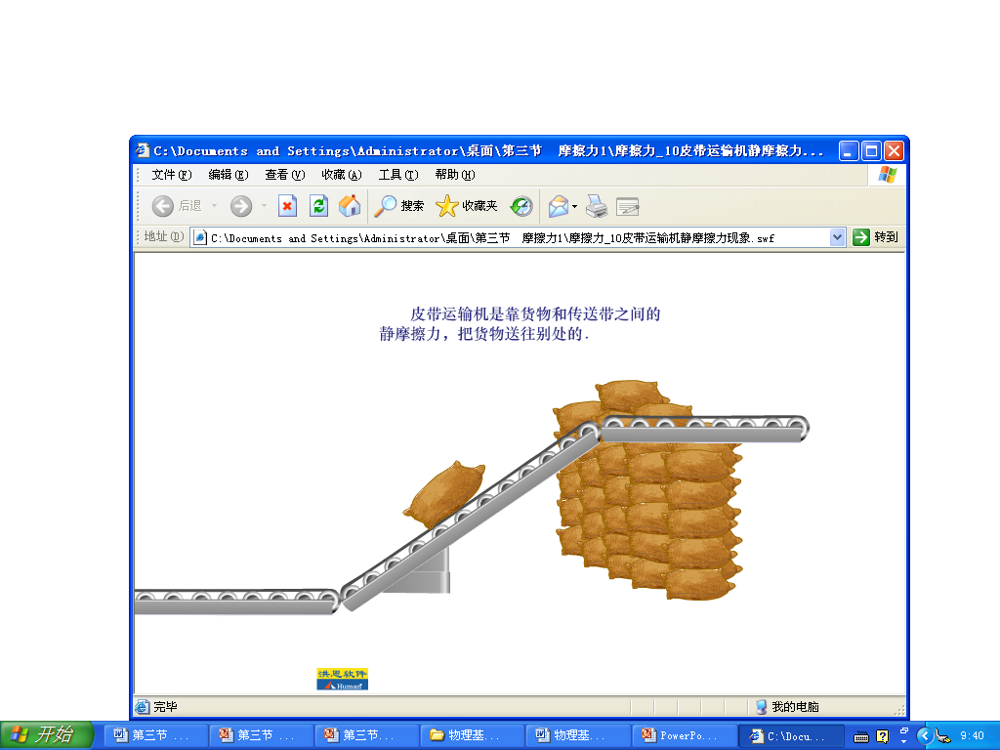 C:\Documents and Settings\Administrator\桌面\第三节　摩擦力1\摩擦力_10皮带运输机静摩擦力...
文件(F) 编辑(E) 查看(V) 收藏(A) 工具(T) 帮助(H)
后退 搜索 收藏夹
地址(D) C:\Documents and Settings\Administrator\桌面\第三节　摩擦力1\摩擦力_10皮带运输机静摩擦力现象.swf 转到
皮带运输机是靠货物和传送带之间的
静摩擦力，把货物送往别处的.
洪恩软件
Human
完毕 我的电脑
开始 第三节 ... 第三节 ... 第三节... 物理基... 物理基... PowerPo... C:\Docu... 9:40